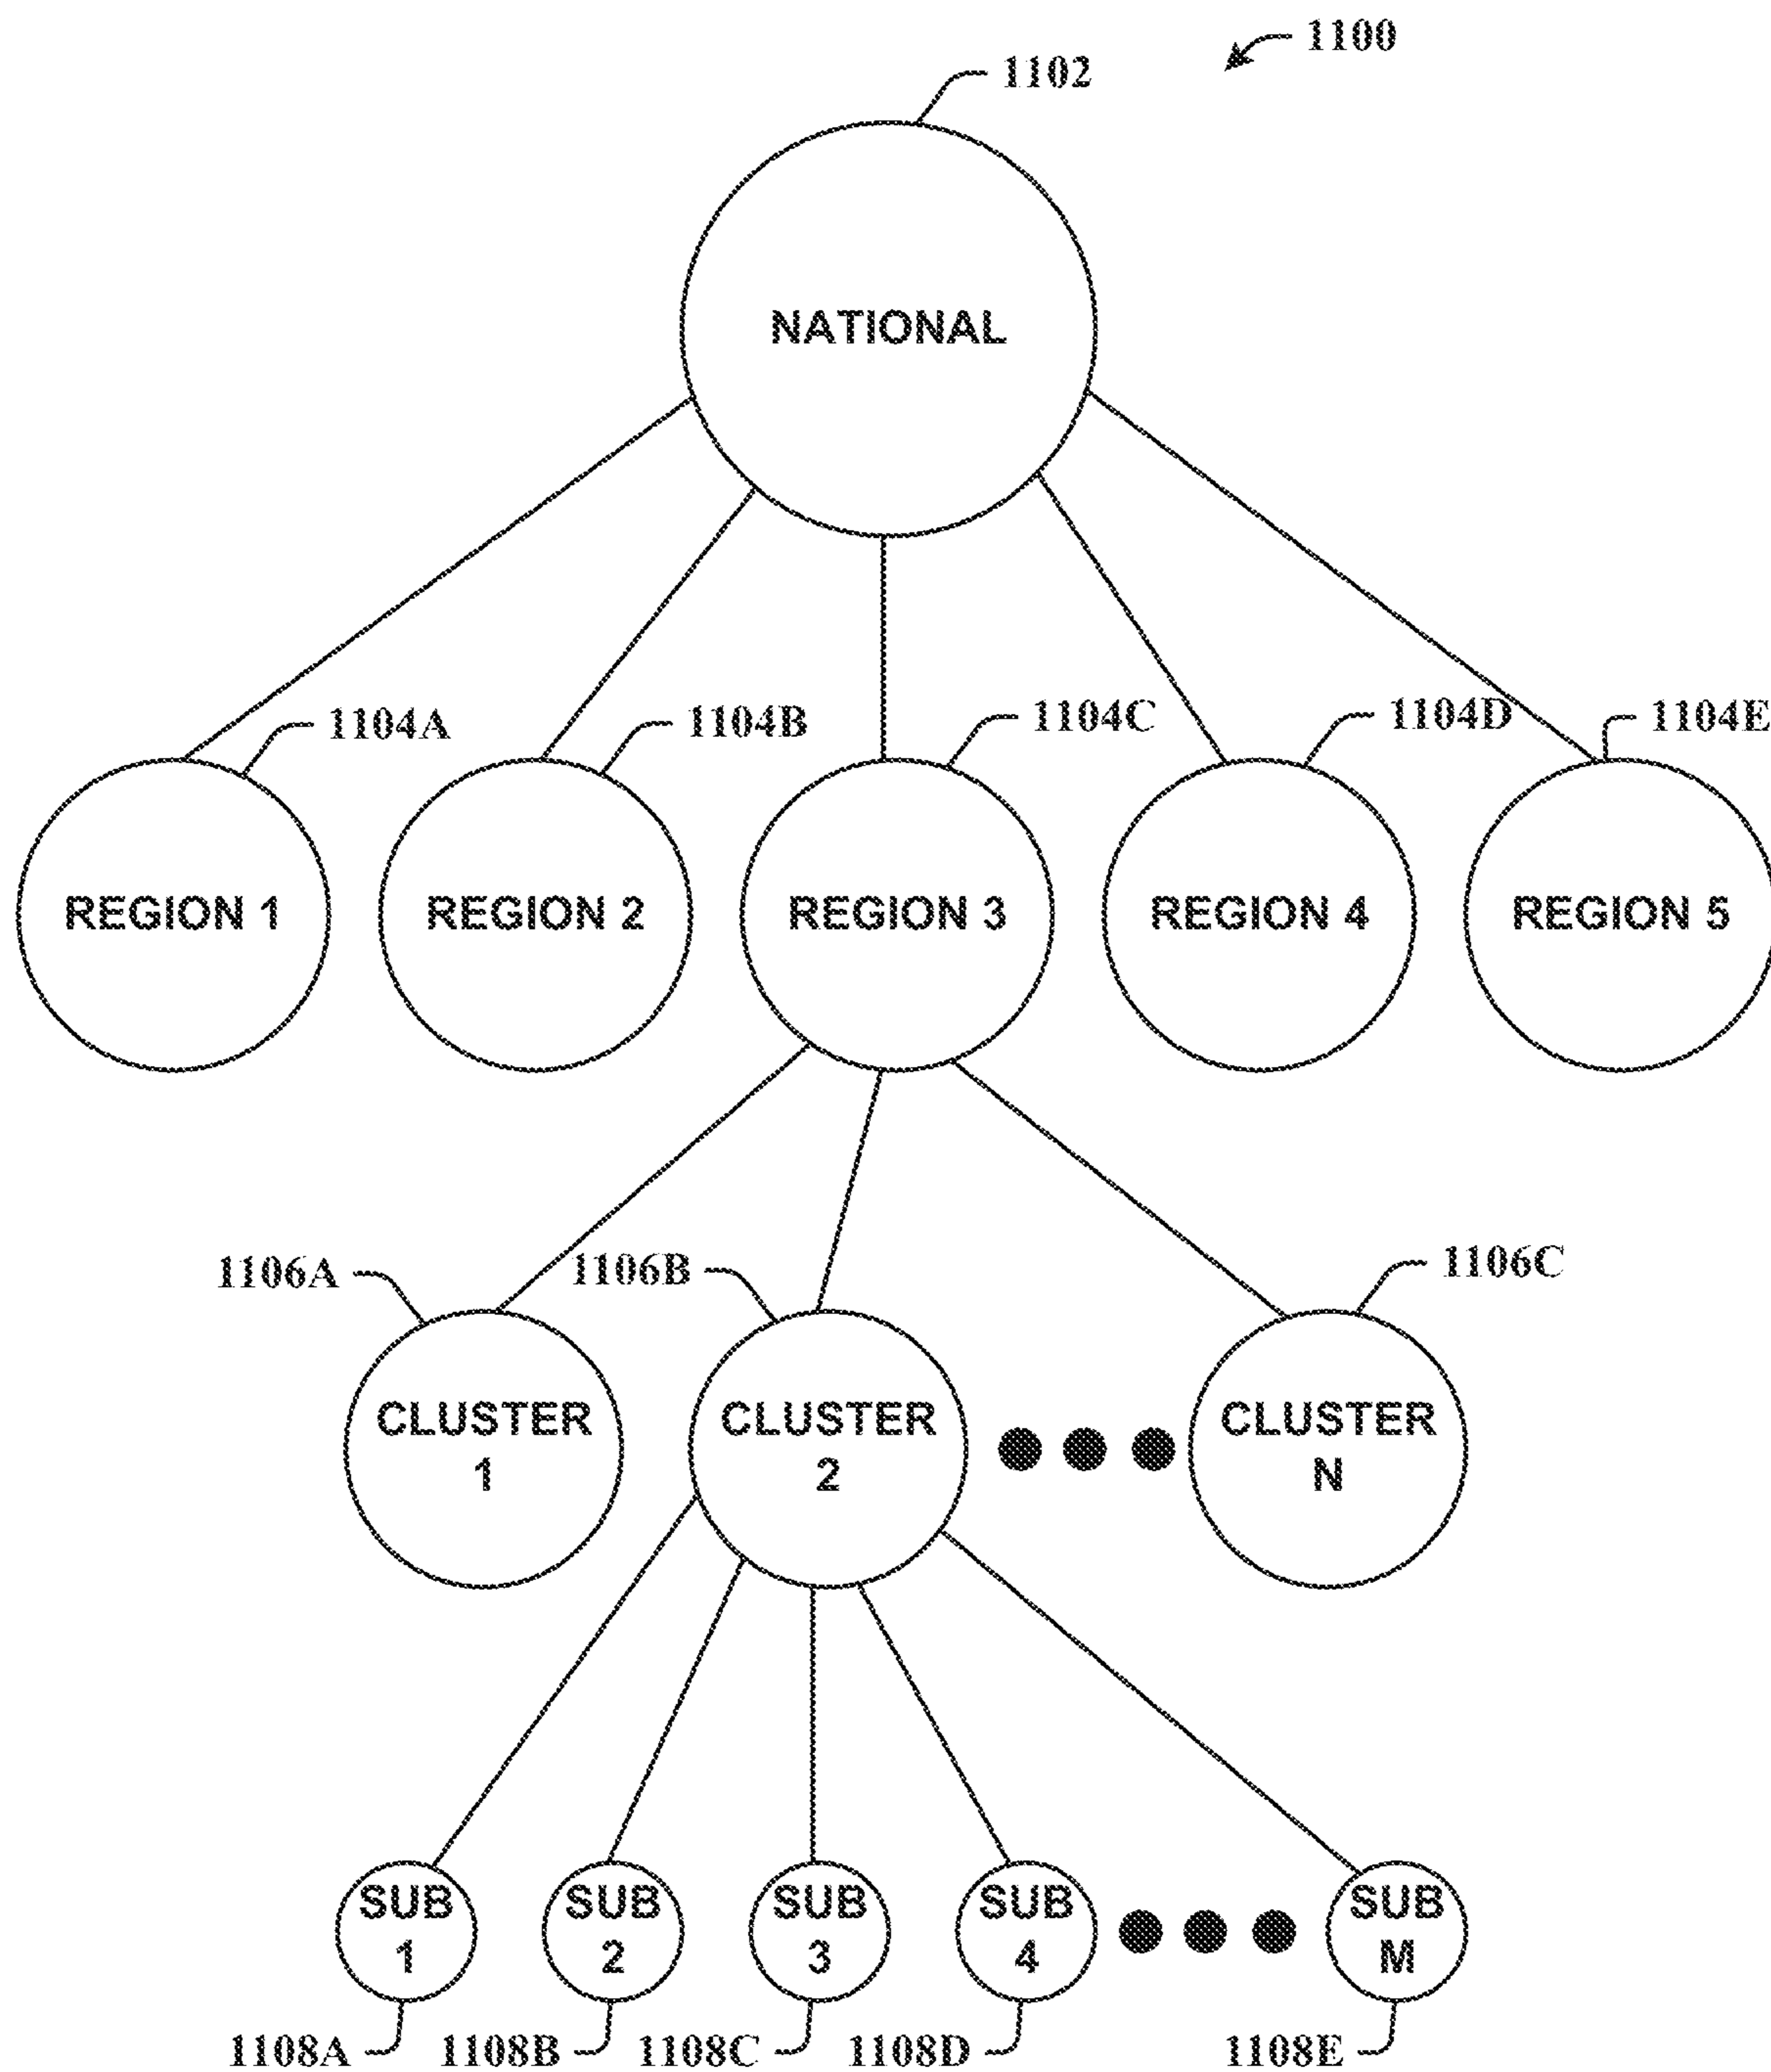 1100
1102
NATIONAL
1104A
1104B
1104C
1104D
1104E
REGION 1
REGION 2
REGION 3
REGION 4
REGION 5
1106A
1106B
1106C
CLUSTER
1
CLUSTER
2
CLUSTER
N
SUB
1
SUB
2
SUB
3
SUB
4
SUB
M
1108A
1108B
1108C
1108D
1108E